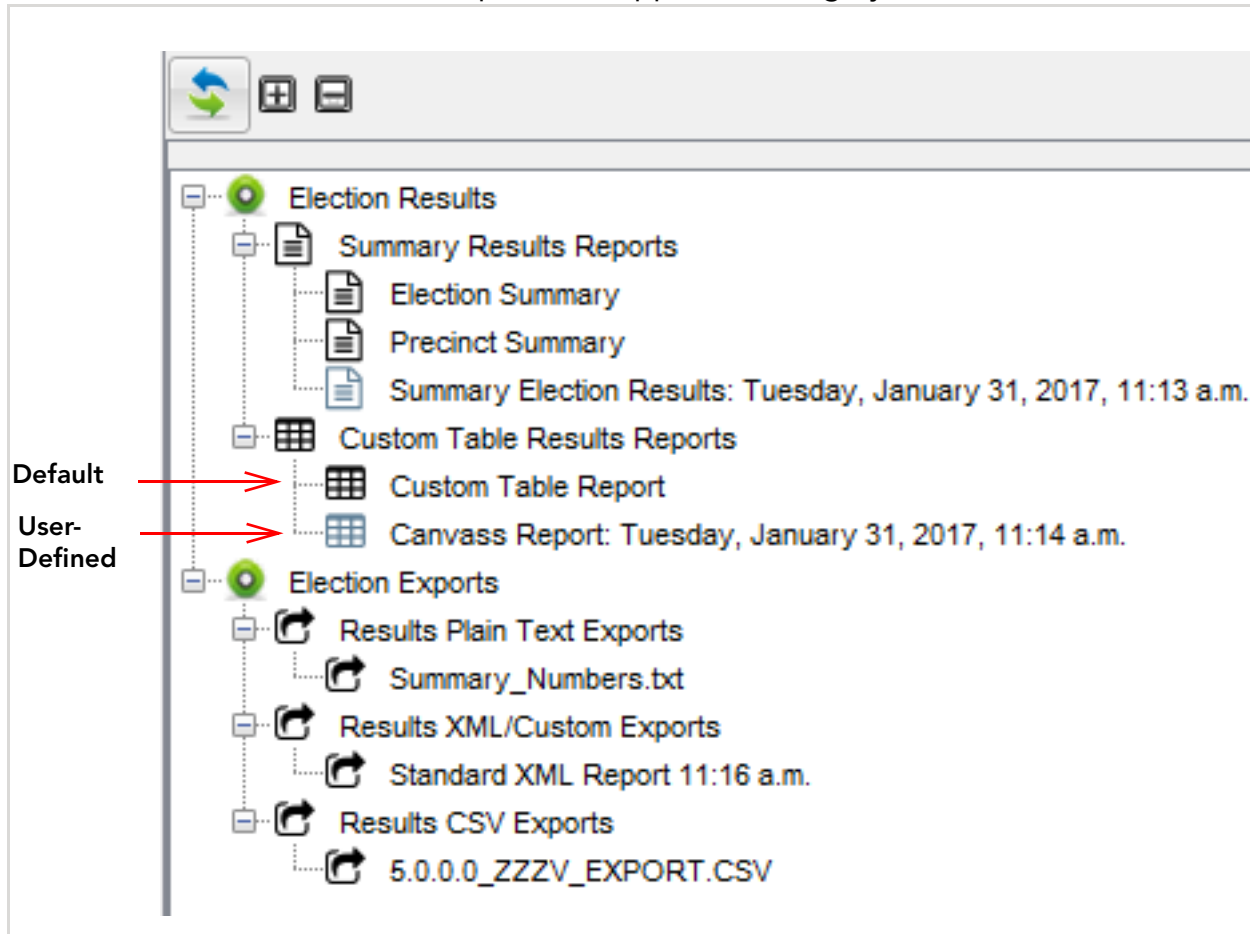 Election Results
Summary Results Reports
Election Summary
Precinct Summary
Summary Election Results: Tuesday, January 31, 2017, 11:13 a.m.
Custom Table Results Reports
Default
Custom Table Report
User-
Defined
Canvass Report: Tuesday, January 31, 2017, 11:14 a.m.
Election Exports
Results Plain Text Exports
Summary_Numbers.txt
Results XML/Custom Exports
Standard XML Report 11:16 a.m.
Results CSV Exports
5.0.0.0_ZZZV_EXPORT.CSV